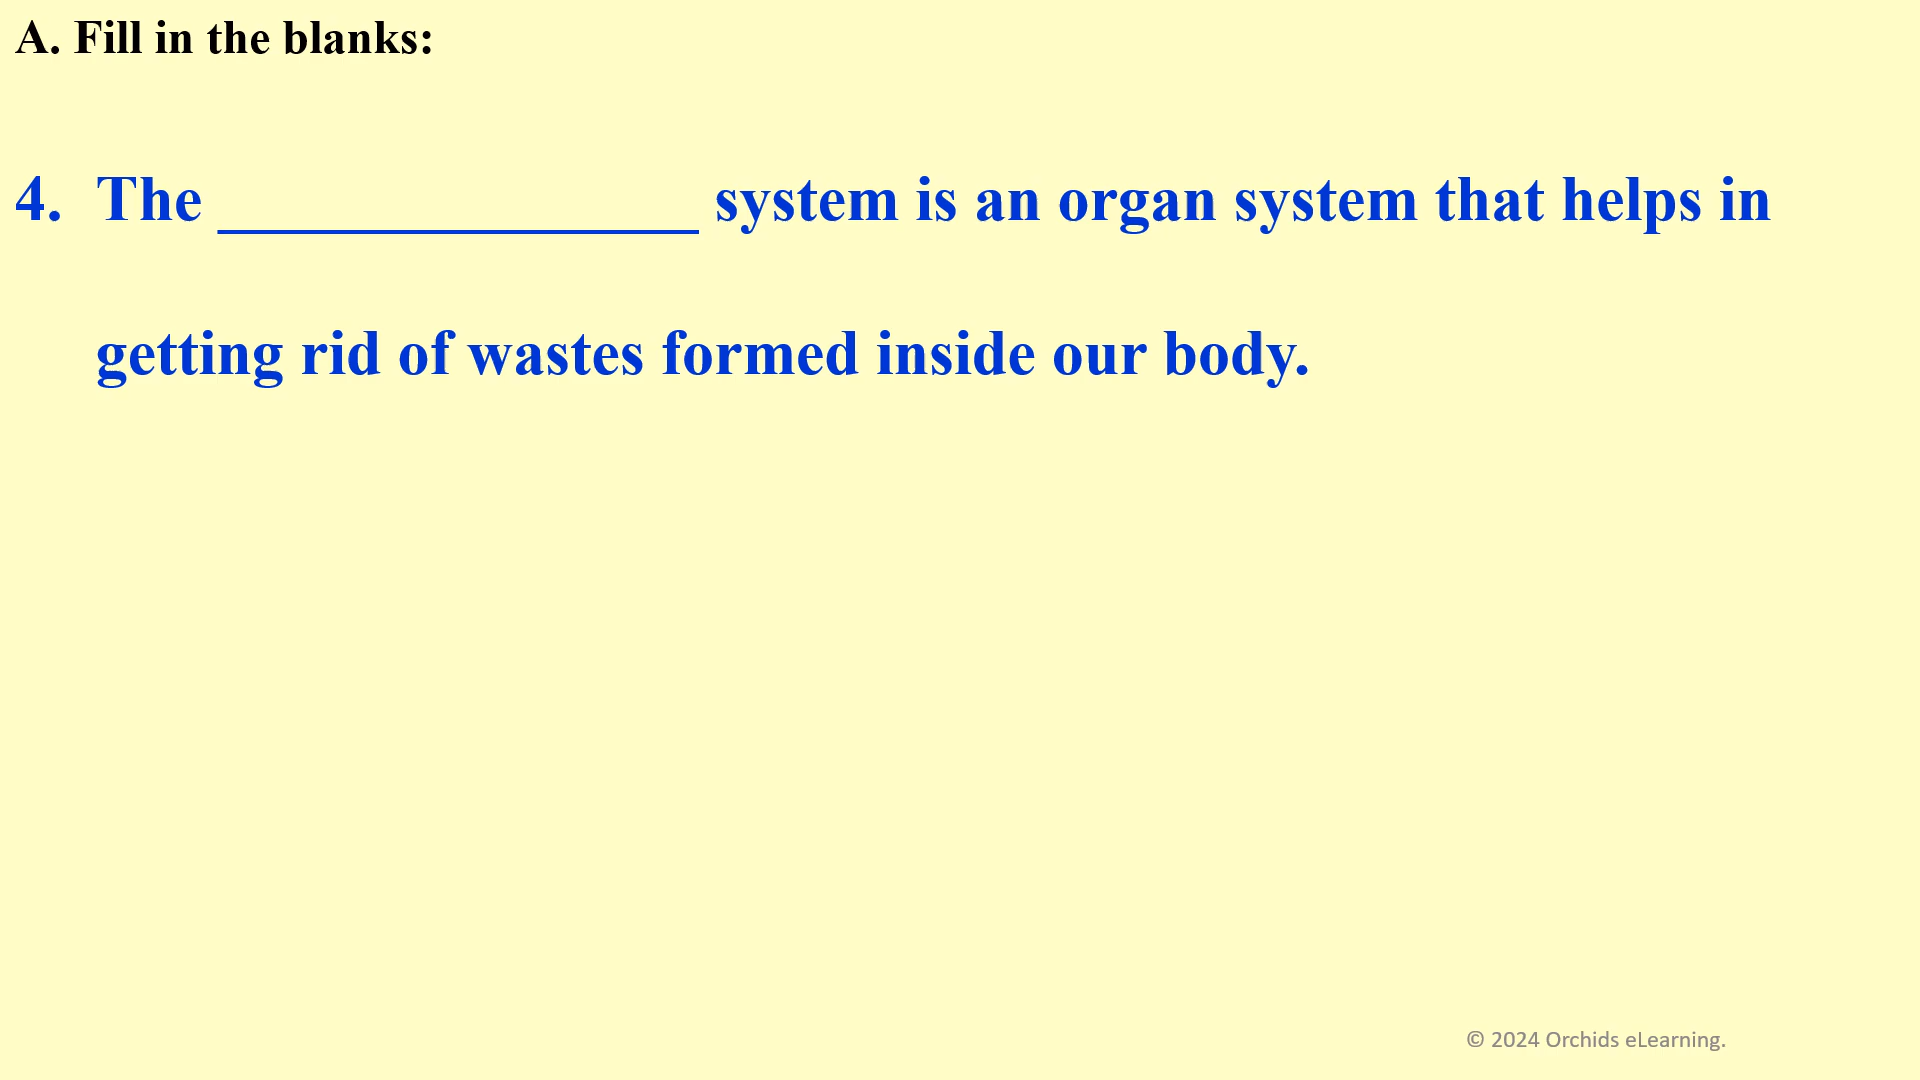 A. Fill in the blanks:
4. The _______________ system is an organ system that helps in
getting rid of wastes formed inside our body.
© 2024 Orchids eLearning.